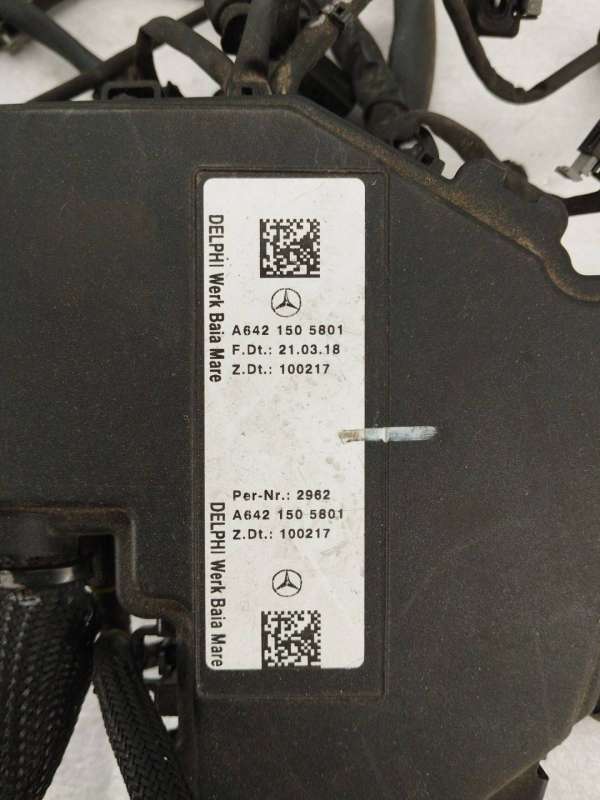 DELPHI Werk Baia Mare
A642 150 5801
F.Dt.: 21.03.18
Z.Dt.: 100217
Per-Nr.: 2962
A642 150 5801
Z.Dt.: 100217
DELPHI Werk Baia Mare